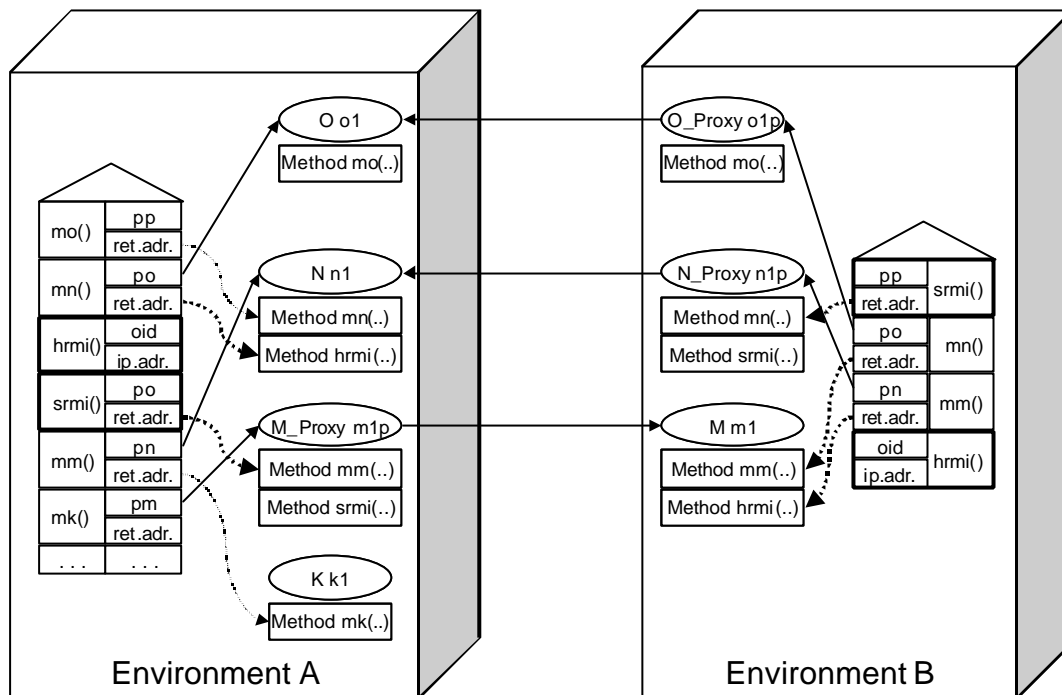 O o1
Method mo(..)
mo()
pp
ret.adr.
mn()
po
ret.adr.
hrmi()
oid
ip.adr.
srmi()
po
ret.adr.
mm()
pn
ret.adr.
mk()
pm
ret.adr.
. . .
. . .
N n1
Method mn(..)
Method hrmi(..)
M_Proxy m1p
Method mm(..)
Method srmi(..)
K k1
Method mk(..)
Environment A
O_Proxy o1p
Method mo(..)
N_Proxy n1p
Method mn(..)
Method srmi(..)
M m1
Method mm(..)
Method hrmi(..)
pp
ret.adr.
srmi()
po
ret.adr.
mn()
pn
ret.adr.
mm()
oid
ip.adr.
hrmi()
Environment B